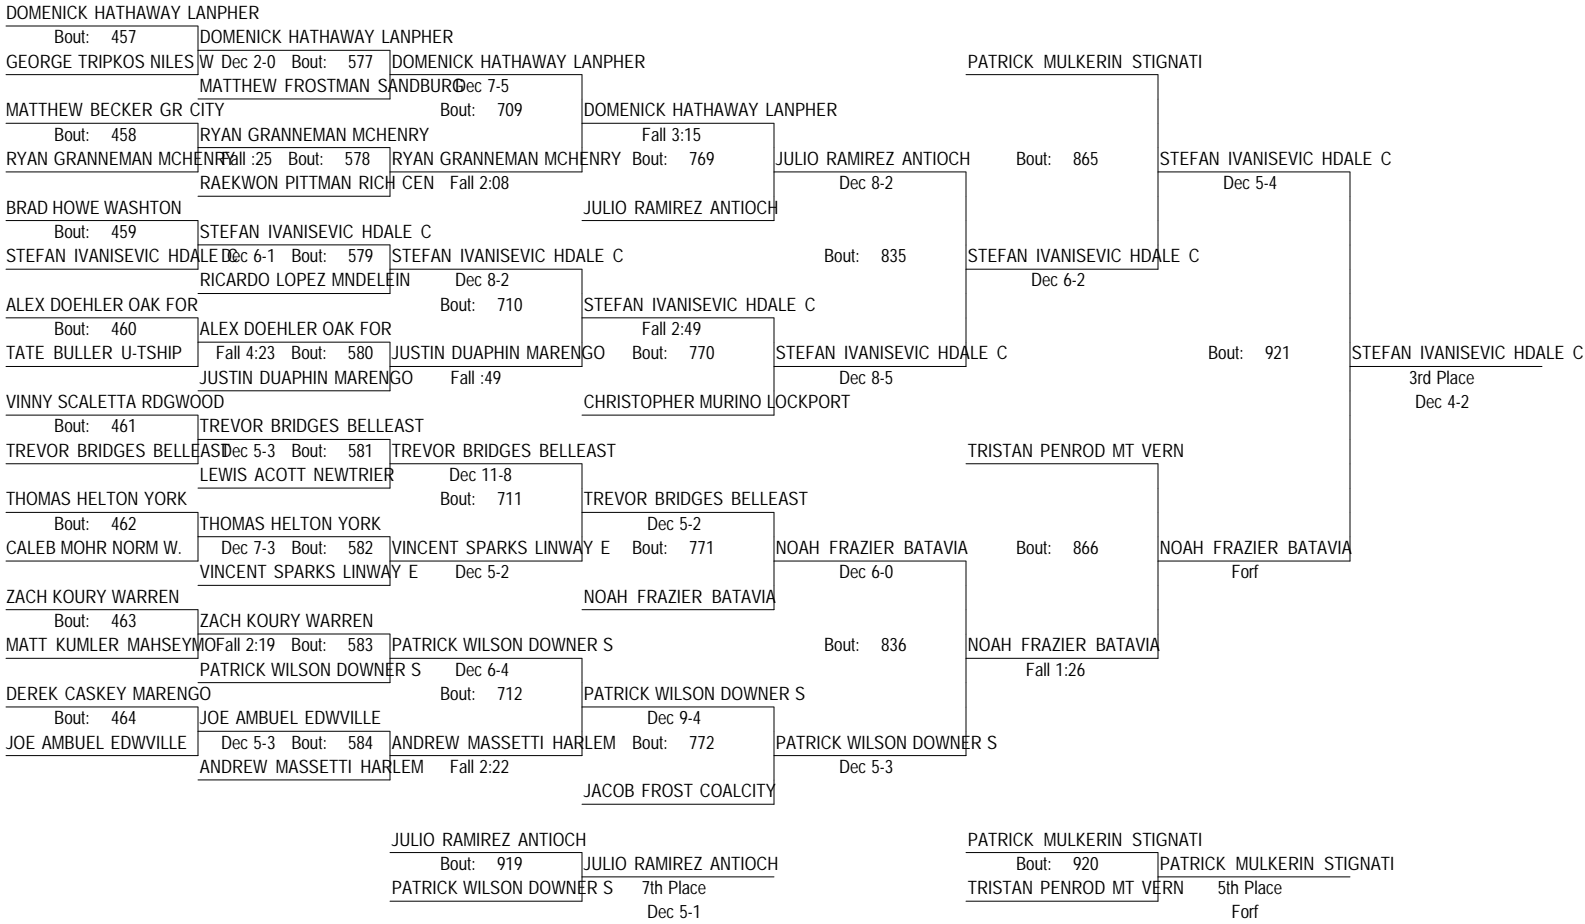 DOMENICK HATHAWAY LANPHER
Bout: 457 DOMENICK HATHAWAY LANPHER
GEORGE TRIPKOS NILES W Dec 2-0 Bout: 577 DOMENICK HATHAWAY LANPHER PATRICK MULKERIN STIGNATI
MATTHEW FROSTMAN SANDBURG Dec 7-5
MATTHEW BECKER GR CITY Bout: 709 DOMENICK HATHAWAY LANPHER
Bout: 458 RYAN GRANNEMAN MCHENRY Fall 3:15
RYAN GRANNEMAN MCHENRY Fall :25 Bout: 578 RYAN GRANNEMAN MCHENRY Bout: 769 JULIO RAMIREZ ANTIOCH Bout: 865 STEFAN IVANISEVIC HDALE C
RAEKWON PITTMAN RICH CEN Fall 2:08 Dec 8-2 Dec 5-4
BRAD HOWE WASHTON JULIO RAMIREZ ANTIOCH
Bout: 459 STEFAN IVANISEVIC HDALE C
STEFAN IVANISEVIC HDALE C Dec 6-1 Bout: 579 STEFAN IVANISEVIC HDALE C Bout: 835 STEFAN IVANISEVIC HDALE C
RICARDO LOPEZ MNDELEIN Dec 8-2 Dec 6-2
ALEX DOEHLER OAK FOR Bout: 710 STEFAN IVANISEVIC HDALE C
Bout: 460 ALEX DOEHLER OAK FOR Fall 2:49
TATE BULLER U-TSHIP Fall 4:23 Bout: 580 JUSTIN DUAPHIN MARENGO Bout: 770 STEFAN IVANISEVIC HDALE C Bout: 921 STEFAN IVANISEVIC HDALE C
JUSTIN DUAPHIN MARENGO Fall :49 Dec 8-5 3rd Place
VINNY SCALETTA RDGWOOD CHRISTOPHER MURINO LOCKPORT Dec 4-2
Bout: 461 TREVOR BRIDGES BELLEAST
TREVOR BRIDGES BELLEAST Dec 5-3 Bout: 581 TREVOR BRIDGES BELLEAST TRISTAN PENROD MT VERN
LEWIS ACOTT NEWTRIER Dec 11-8
THOMAS HELTON YORK Bout: 711 TREVOR BRIDGES BELLEAST
Bout: 462 THOMAS HELTON YORK Dec 5-2
CALEB MOHR NORM W. Dec 7-3 Bout: 582 VINCENT SPARKS LINWAY E Bout: 771 NOAH FRAZIER BATAVIA Bout: 866 NOAH FRAZIER BATAVIA
VINCENT SPARKS LINWAY E Dec 5-2 Dec 6-0 Forf
ZACH KOURY WARREN NOAH FRAZIER BATAVIA
Bout: 463 ZACH KOURY WARREN
MATT KUMLER MAHSEYMO Fall 2:19 Bout: 583 PATRICK WILSON DOWNER S Bout: 836 NOAH FRAZIER BATAVIA
PATRICK WILSON DOWNER S Dec 6-4 Fall 1:26
DEREK CASKEY MARENGO Bout: 712 PATRICK WILSON DOWNER S
Bout: 464 JOE AMBUEL EDWVILLE Dec 9-4
JOE AMBUEL EDWVILLE Dec 5-3 Bout: 584 ANDREW MASSETTI HARLEM Bout: 772 PATRICK WILSON DOWNER S
ANDREW MASSETTI HARLEM Fall 2:22 Dec 5-3
JACOB FROST COALCITY
JULIO RAMIREZ ANTIOCH PATRICK MULKERIN STIGNATI
Bout: 919 JULIO RAMIREZ ANTIOCH Bout: 920 PATRICK MULKERIN STIGNATI
PATRICK WILSON DOWNER S 7th Place TRISTAN PENROD MT VERN 5th Place
Dec 5-1 Forf